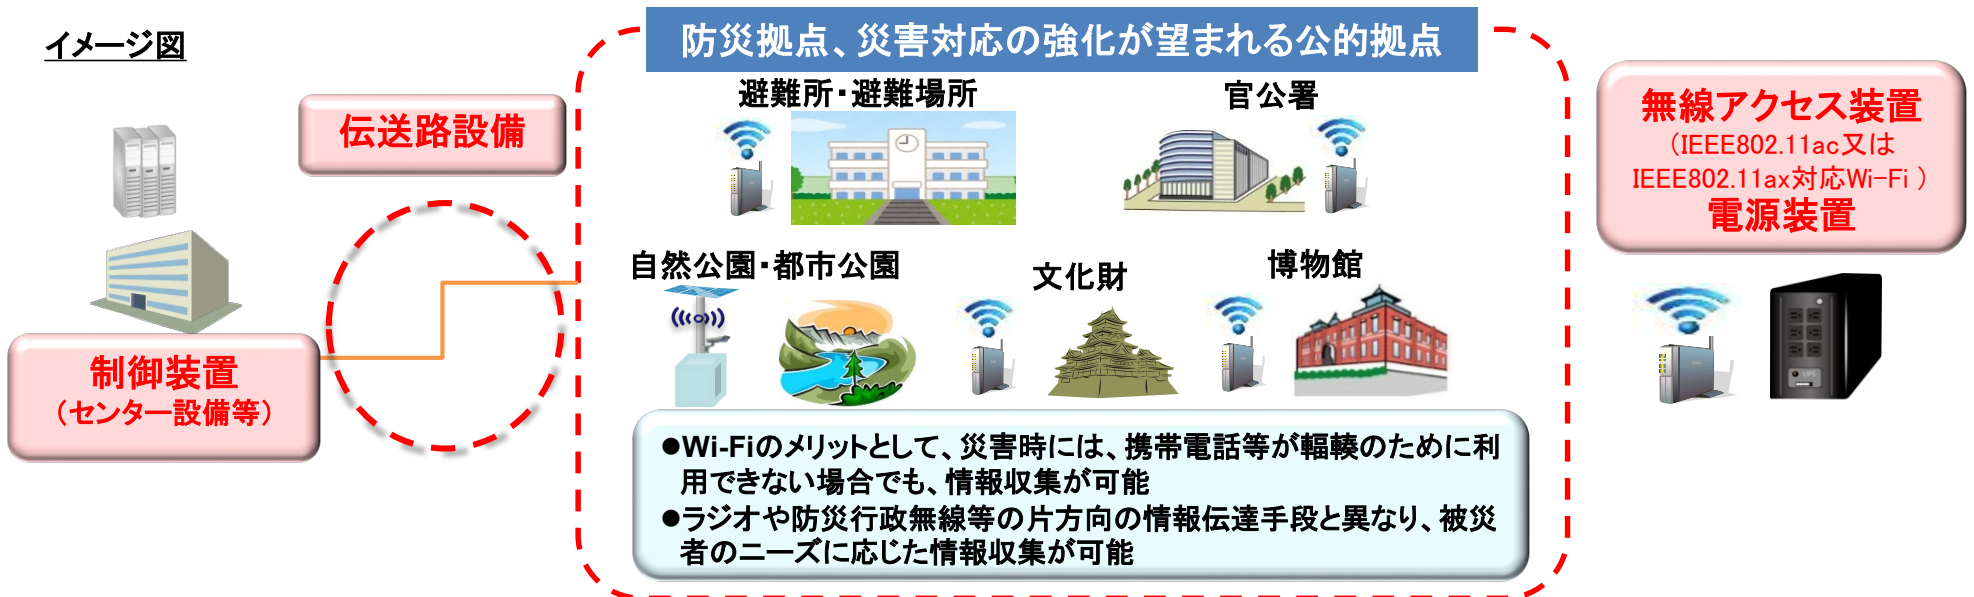 イメージ図
防災拠点、災害対応の強化が望まれる公的拠点
伝送路設備
避難所・避難場所
官公署
無線アクセス装置
（IEEE802.11ac又は
IEEE802.11ax対応Wi-Fi ）
電源装置
自然公園・都市公園
文化財
博物館
制御装置
（センター設備等）
●Wi-Fiのメリットとして、災害時には、携帯電話等が輻輳のために利
用できない場合でも、情報収集が可能
●ラジオや防災行政無線等の片方向の情報伝達手段と異なり、被災
者のニーズに応じた情報収集が可能
UPS